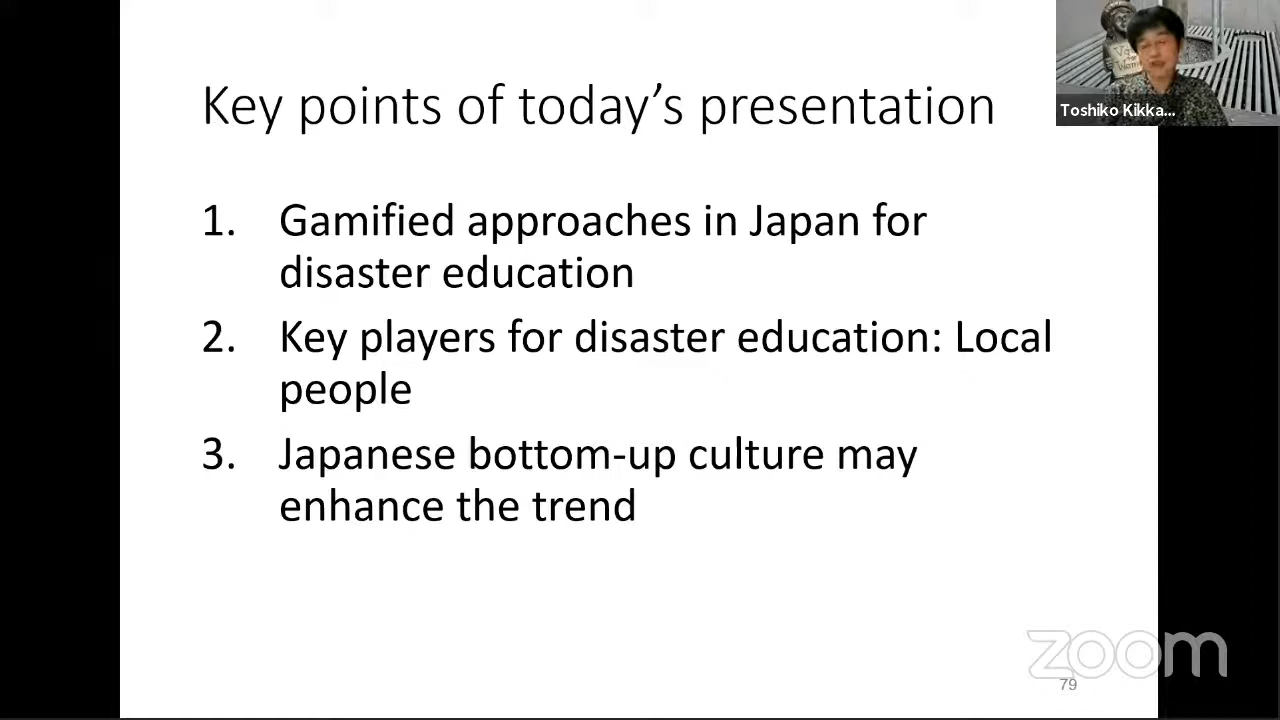 Key points of today’s presentation
Toshiko Kikka...
1. Gamified approaches in Japan for
disaster education
2. Key players for disaster education: Local
people
3. Japanese bottom-up culture may
enhance the trend
zoom
79